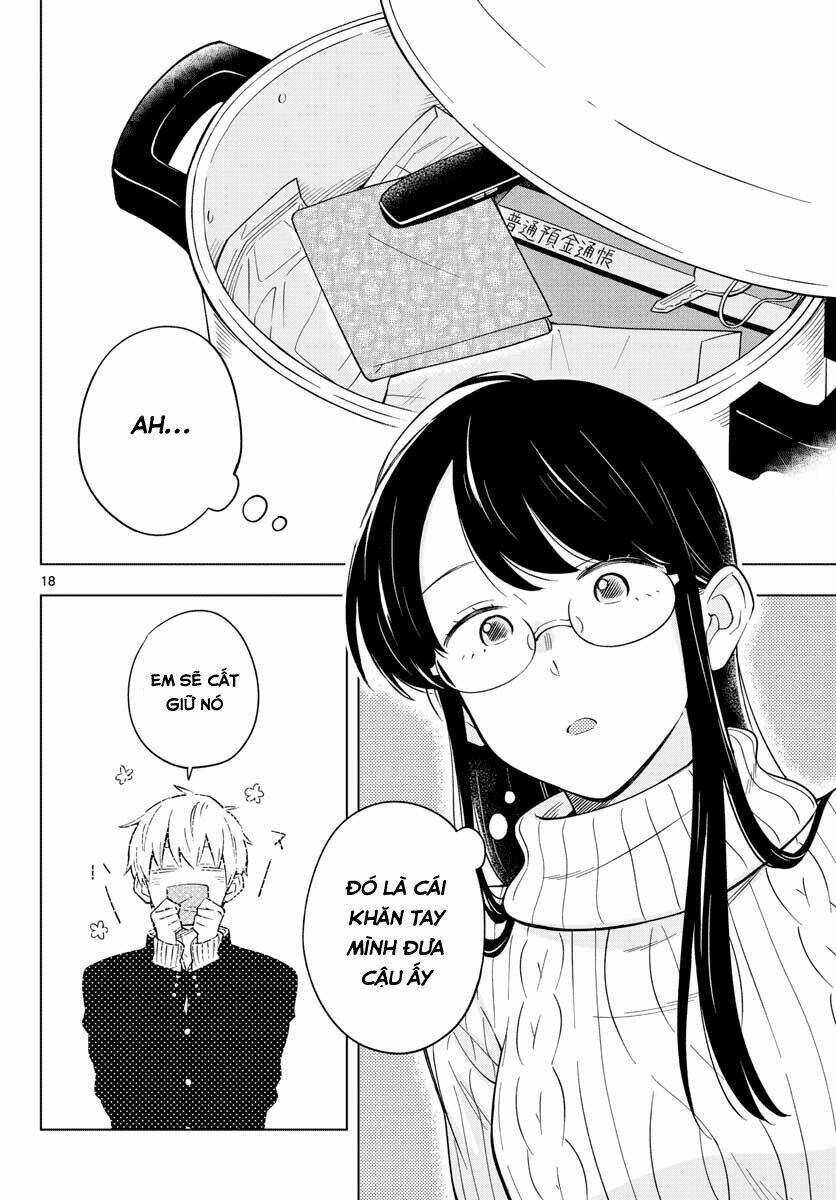 普通預金通帳
AH...
18
ĐÓ LÀ CÁI
KHĂN TAY
MÌNH ĐƯA
CẬU ẤY
EM SẼ CẤT
GIỮ NÓ